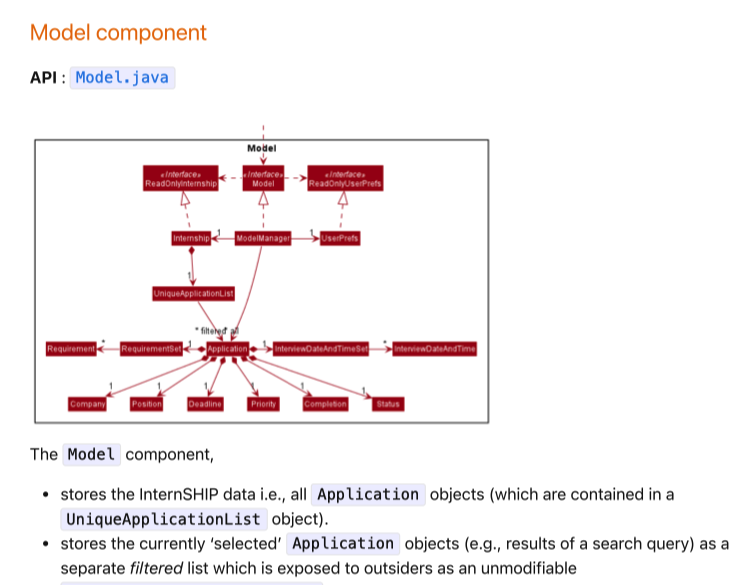 Model component
API : Model.java
Model
«Interface» ReadOnlyInternship
«Interface» Model
«Interface» ReadOnlyUserPrefs
Internship
1
ModelManager
1
UserPrefs
1
UniqueApplicationList
* filtered all
Requirement
*
RequirementSet
1
Application
1
InterviewDateAndTimeSet
*
InterviewDateAndTime
1
1
1
1
1
1
Company
Position
Deadline
Priority
Completion
Status
The Model component,
• stores the InternSHIP data i.e., all Application objects (which are contained in a
UniqueApplicationList object).
• stores the currently ‘selected’ Application objects (e.g., results of a search query) as a
separate filtered list which is exposed to outsiders as an unmodifiable